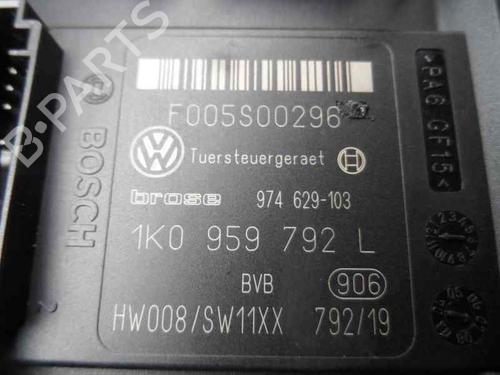 F005S00296
Tuersteuergeraet
brose 974 629-103
1K0 959 792 L
BVB 906
HW008/SW11XX 792/19
BOSCH
>PA6 GF15<
B-PARTS
2